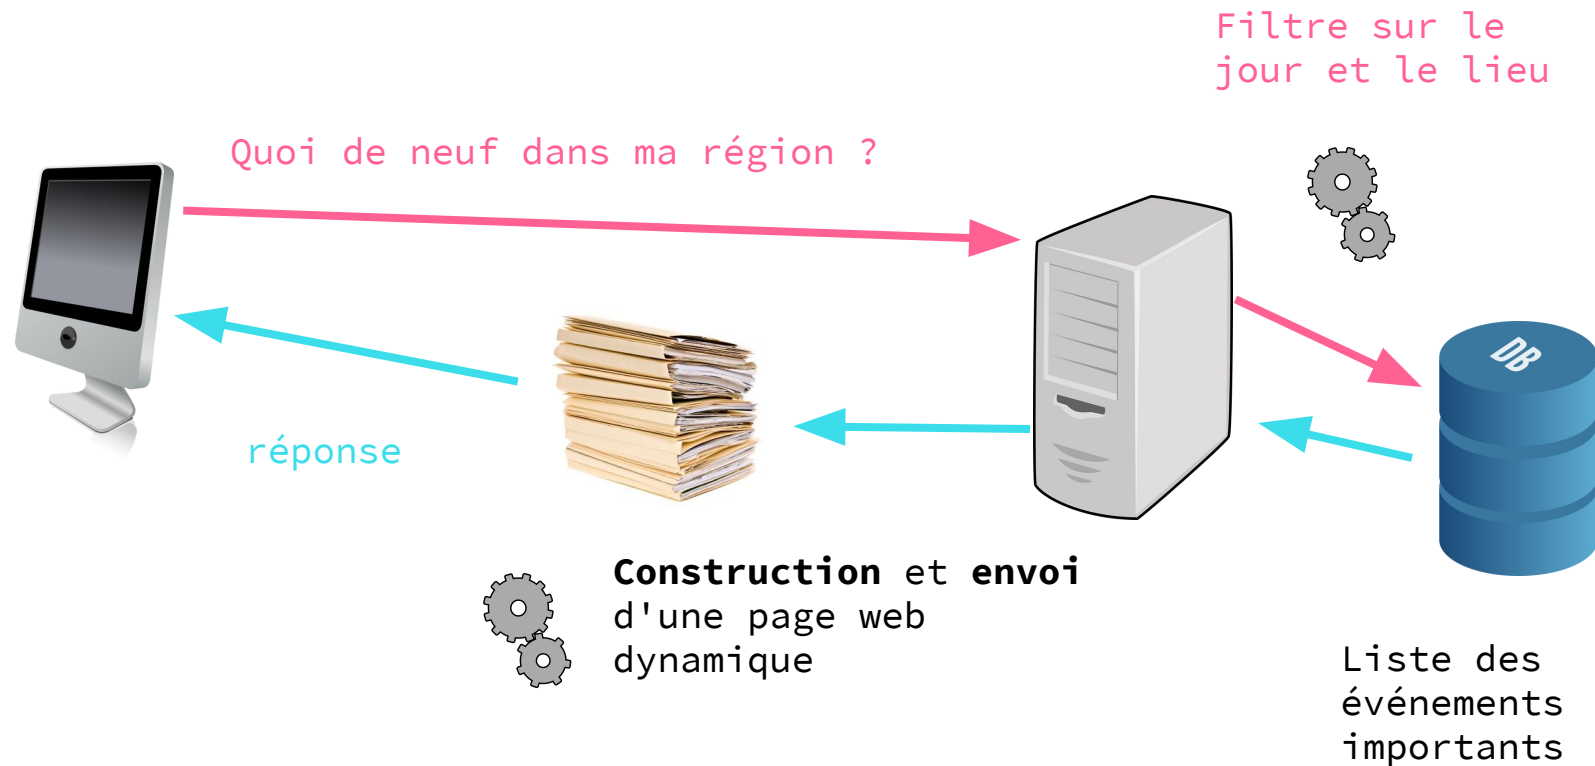 Filtre sur le
jour et le lieu
Quoi de neuf dans ma région ?
DB
réponse
Construction et envoi
d'une page web
dynamique
Liste des
événements
importants